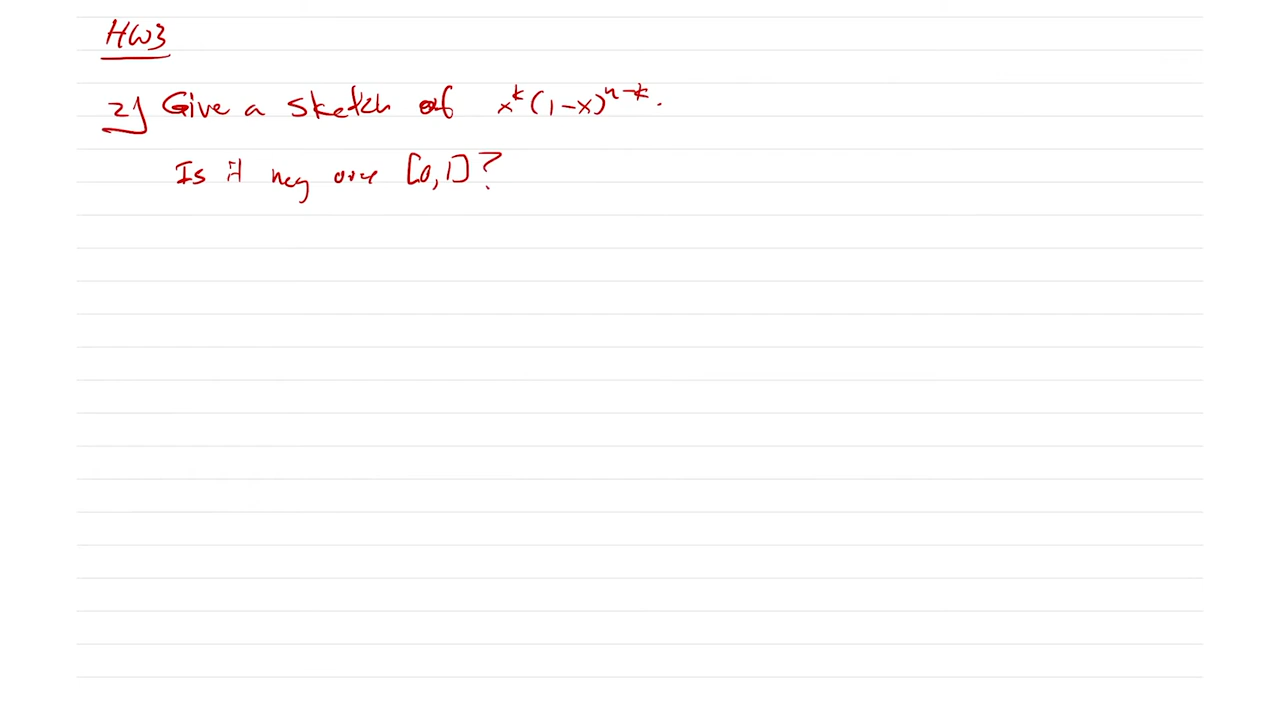 HW3
2) Give a sketch of x^k(1-x)^{n-k}.
Is it neg over [0,1]?